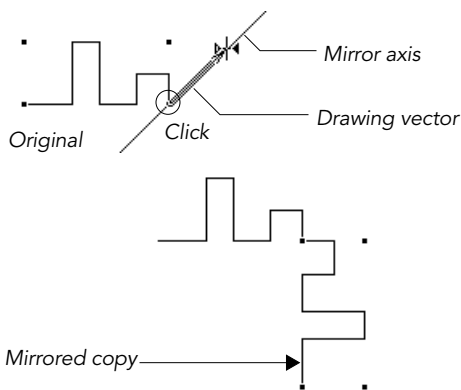 Mirror axis
Drawing vector
Original
Click
Mirrored copy